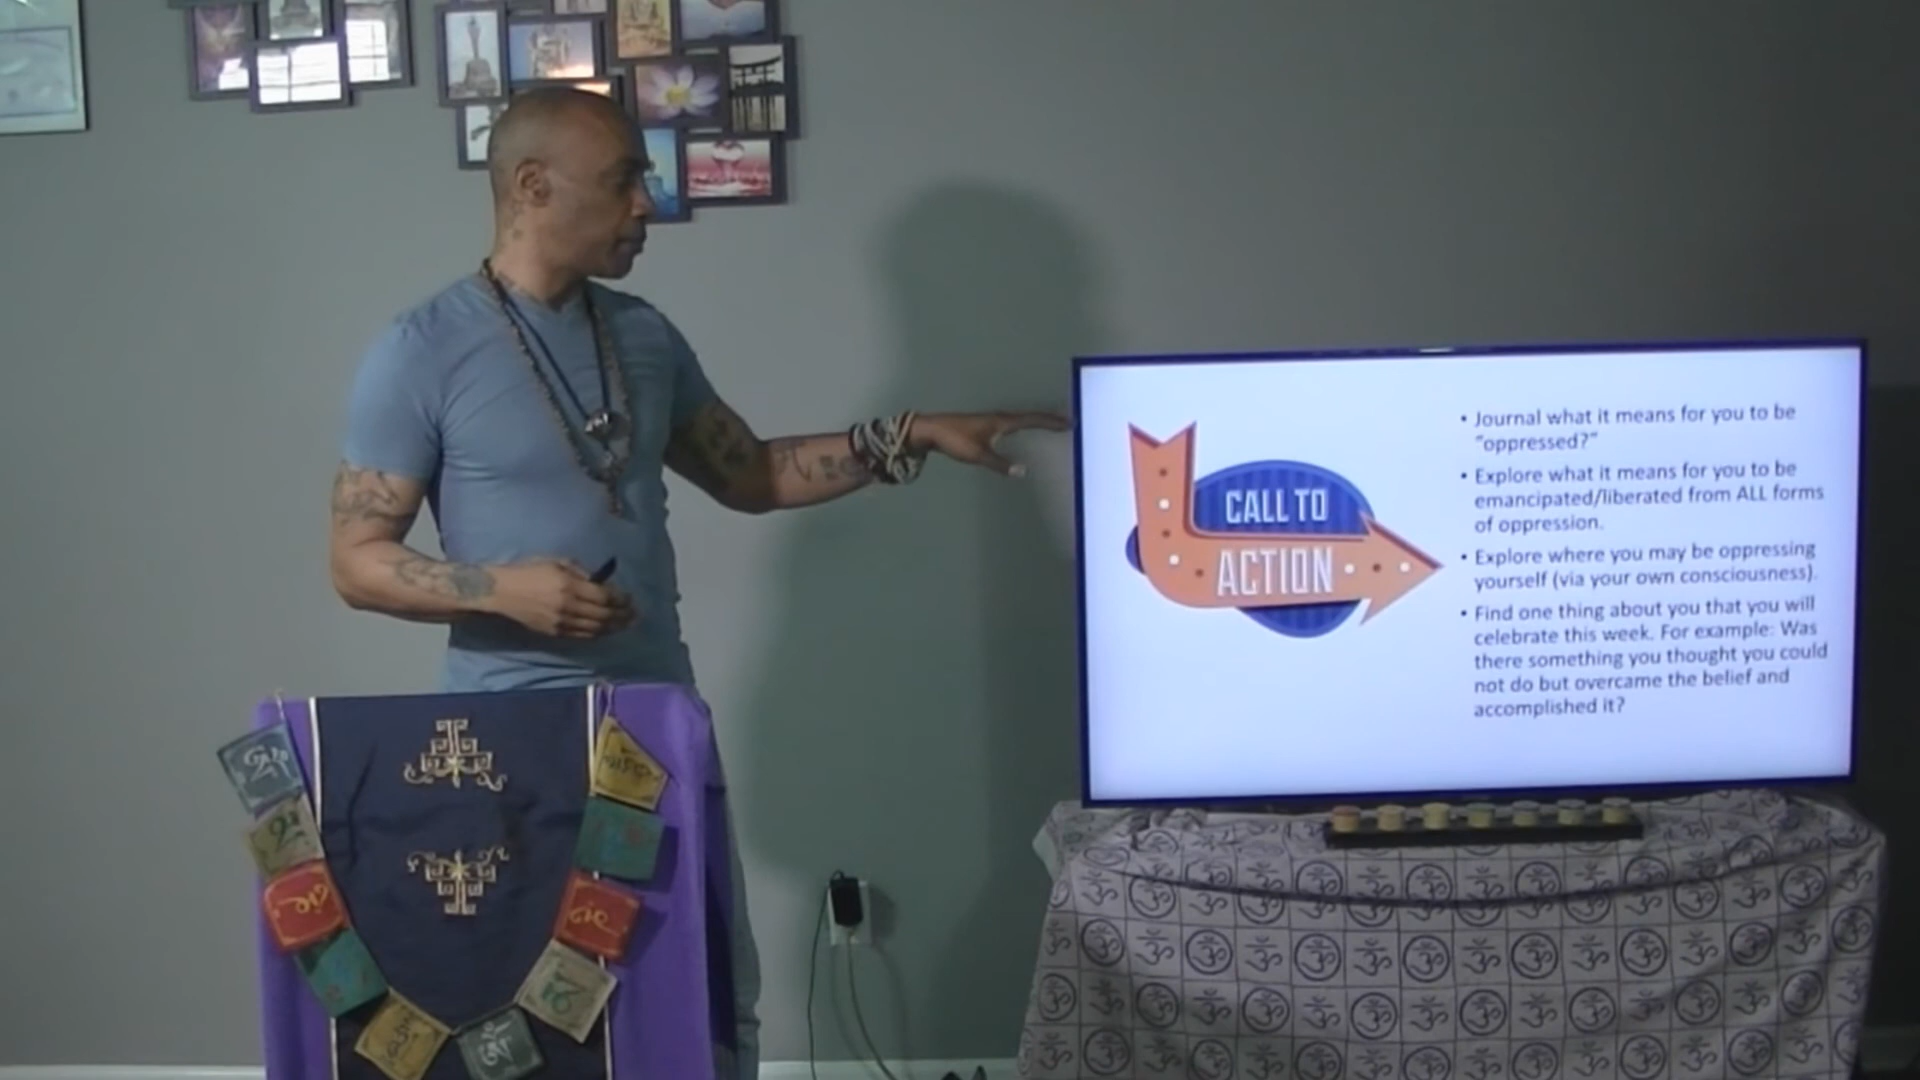 CALL TO
ACTION
• Journal what it means for you to be
"oppressed?"
• Explore what it means for you to be
emancipated/liberated from ALL forms
of oppression.
• Explore where you may be oppressing
yourself (via your own consciousness).
• Find one thing about you that you will
celebrate this week. For example: Was
there something you thought you could
not do but overcame the belief and
accomplished it?